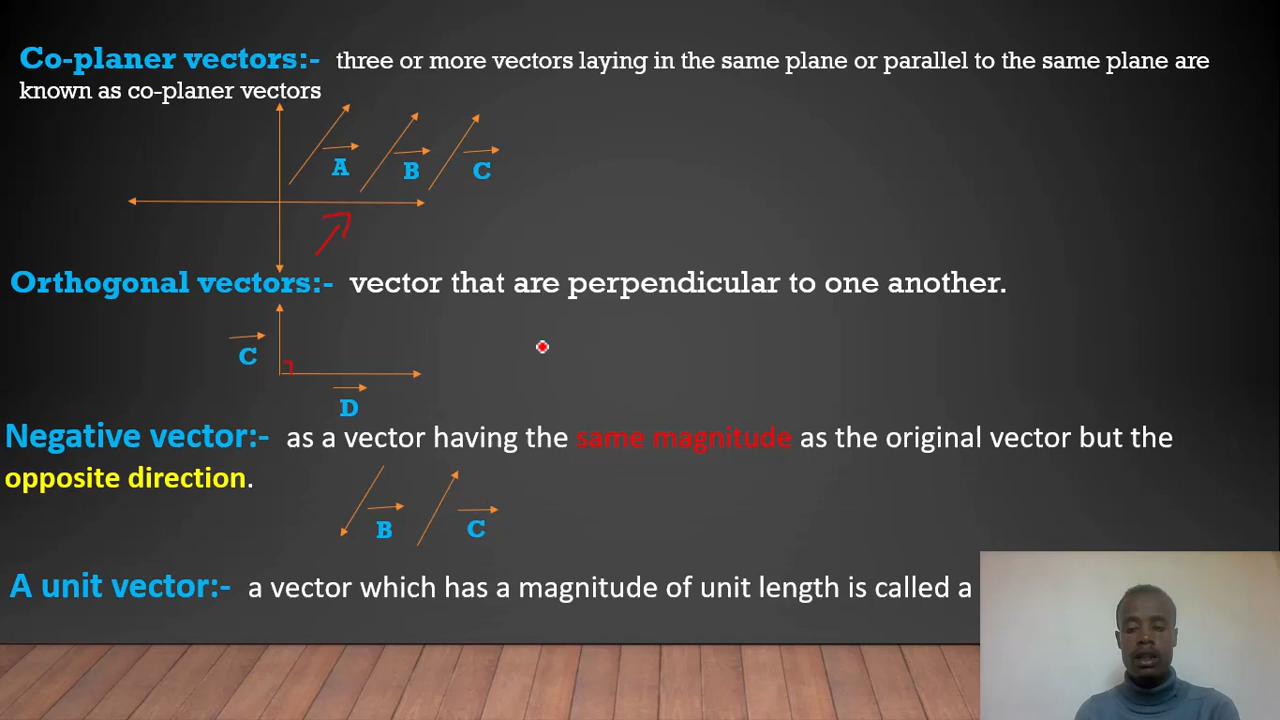 Co-planer vectors:- three or more vectors laying in the same plane or parallel to the same plane are
known as co-planer vectors
A B C
Orthogonal vectors:- vector that are perpendicular to one another.
C
D
Negative vector:- as a vector having the same magnitude as the original vector but the
opposite direction.
B C
A unit vector:- a vector which has a magnitude of unit length is called a